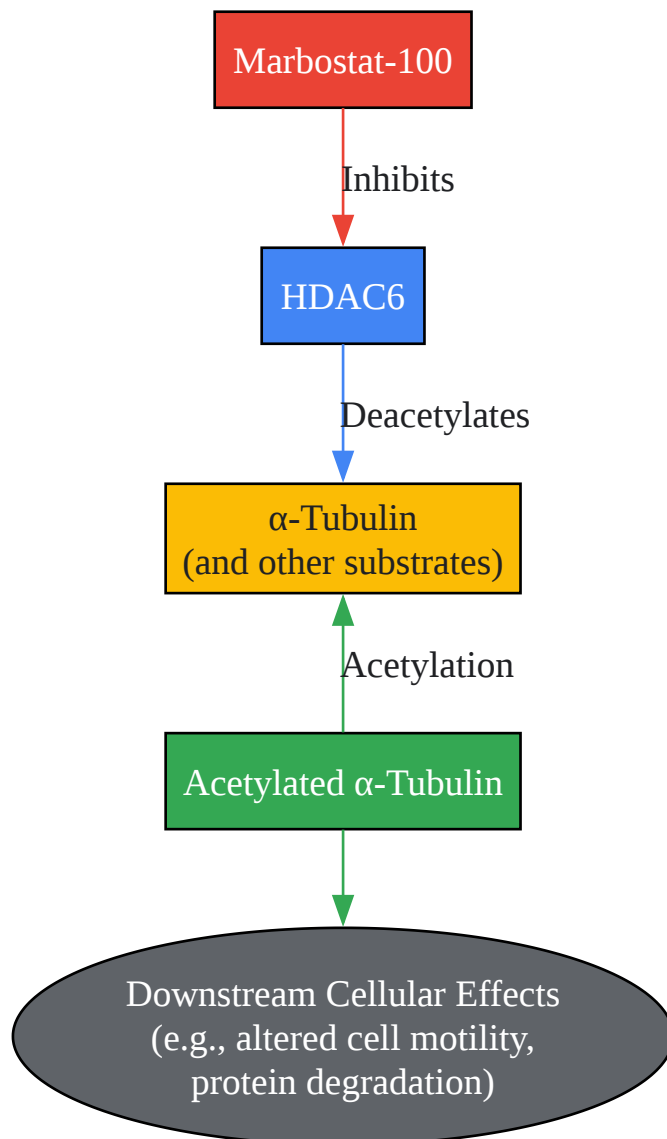 Marbostat-100
Inhibits
HDAC6
Deacetylates
α-Tubulin
(and other substrates)
Acetylation
Acetylated α-Tubulin
Downstream Cellular Effects
(e.g., altered cell motility,
protein degradation)